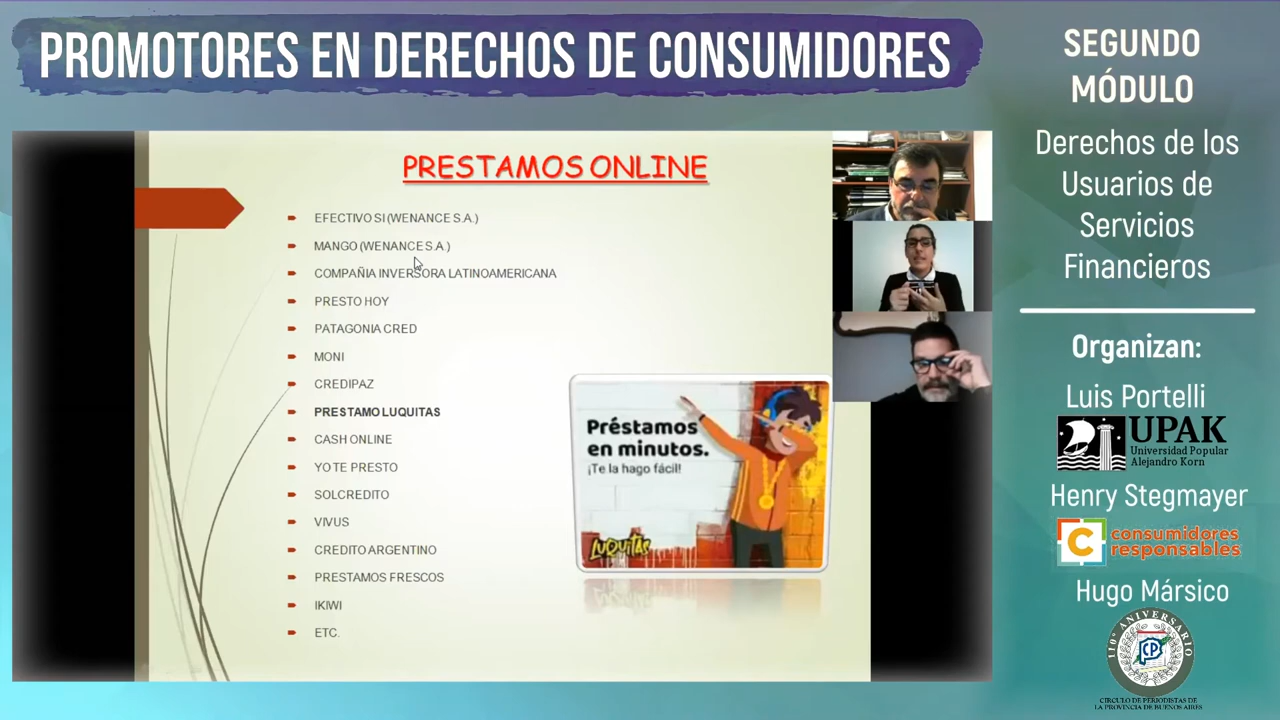 PROMOTORES EN DERECHOS DE CONSUMIDORES
PRESTAMOS ONLINE
EFECTIVO SI (WENANCE S.A.)
MANGO (WENANCE S.A.)
COMPAÑIA INVERSORA LATINOAMERICANA
PRESTO HOY
PATAGONIA CRED
MONI
CREDIPAZ
PRESTAMO LUQUITAS
CASH ONLINE
YO TE PRESTO
SOLCREDITO
VIVUS
CREDITO ARGENTINO
PRESTAMOS FRESCOS
IKIWI
ETC.
Préstamos
en minutos.
¡Te la hago fácil!
LUQUITAS
SEGUNDO
MÓDULO
Derechos de los
Usuarios de
Servicios
Financieros
Organizan:
Luis Portelli
UPAK
Universidad Popular
Alejandro Korn
Henry Stegmayer
C
consumidores
responsables
Hugo Mársico
110° ANIVERSARIO
CP
CIRCULO DE PERIODISTAS DE
LA PROVINCIA DE BUENOS AIRES